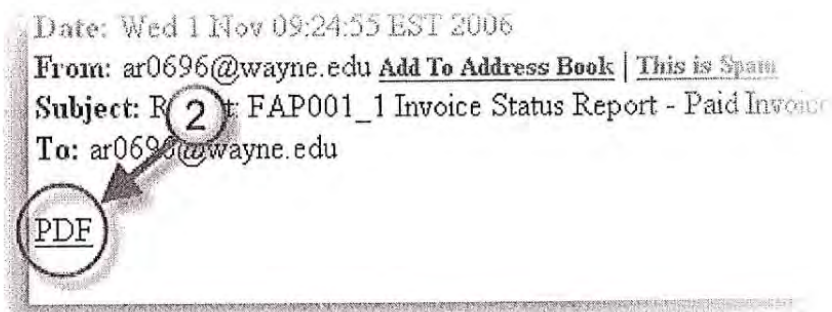 Date: Wed 1 Nov 09:24:55 EST 2006
From: ar0696@wayne.edu Add To Address Book | This is Spam
Subject: R 2 t: FAP001_1 Invoice Status Report - Paid Invoice
To: ar0696@wayne.edu
PDF